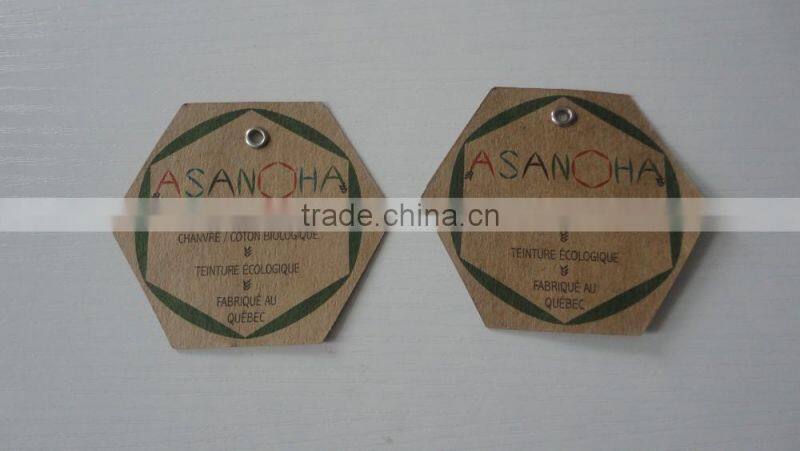 ASANOHA
CHANVRE / COTON BIOLOGIQUE
TEINTURE ÉCOLOGIQUE
FABRIQUÉ AU
QUÉBEC
ASANOHA
TEINTURE ÉCOLOGIQUE
FABRIQUÉ AU
QUÉBEC
trade.china.cn